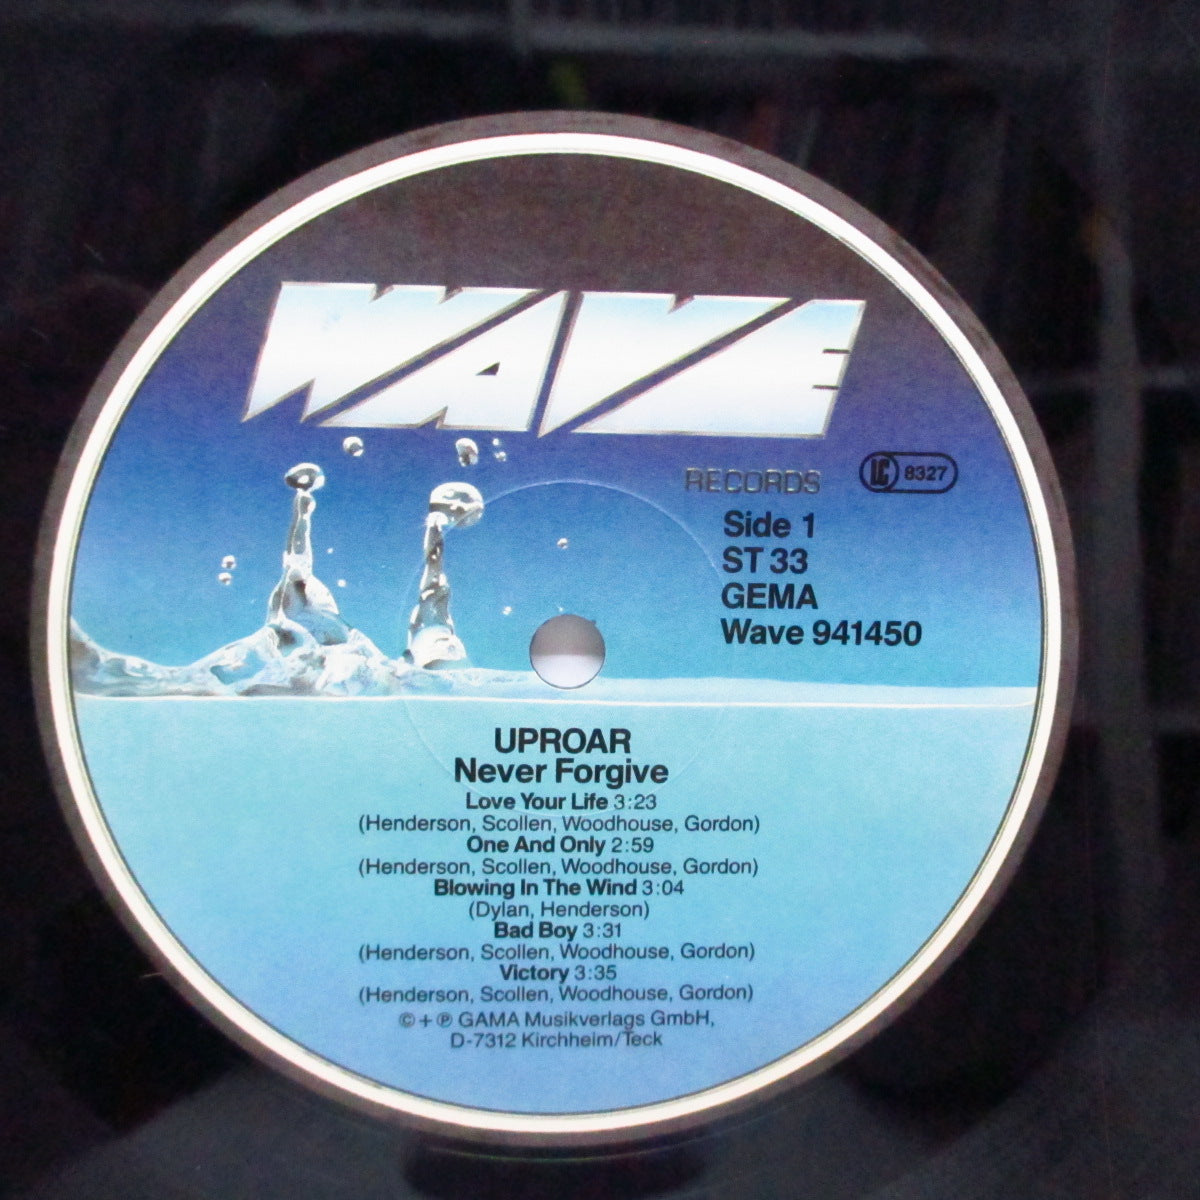 WAVE
RECORDS
LC 8327
Side 1
ST 33
GEMA
Wave 941450
UPROAR
Never Forgive
Love Your Life 3:23
(Henderson, Scollen, Woodhouse, Gordon)
One And Only 2:59
(Henderson, Scollen, Woodhouse, Gordon)
Blowing In The Wind 3:04
(Dylan, Henderson)
Bad Boy 3:31
(Henderson, Scollen, Woodhouse, Gordon)
Victory 3:35
(Henderson, Scollen, Woodhouse, Gordon)
©+℗ GAMA Musikverlags GmbH,
D-7312 Kirchheim/Teck